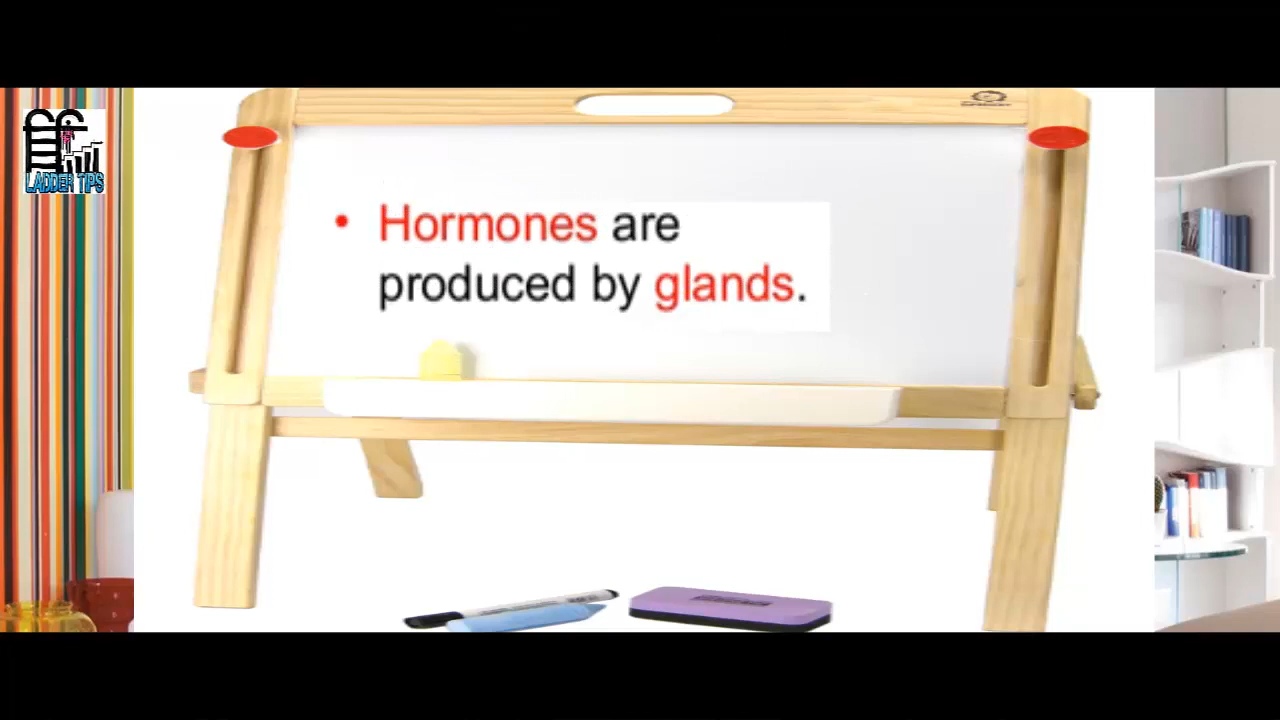 LADDER TIPS
• Hormones are
produced by glands.